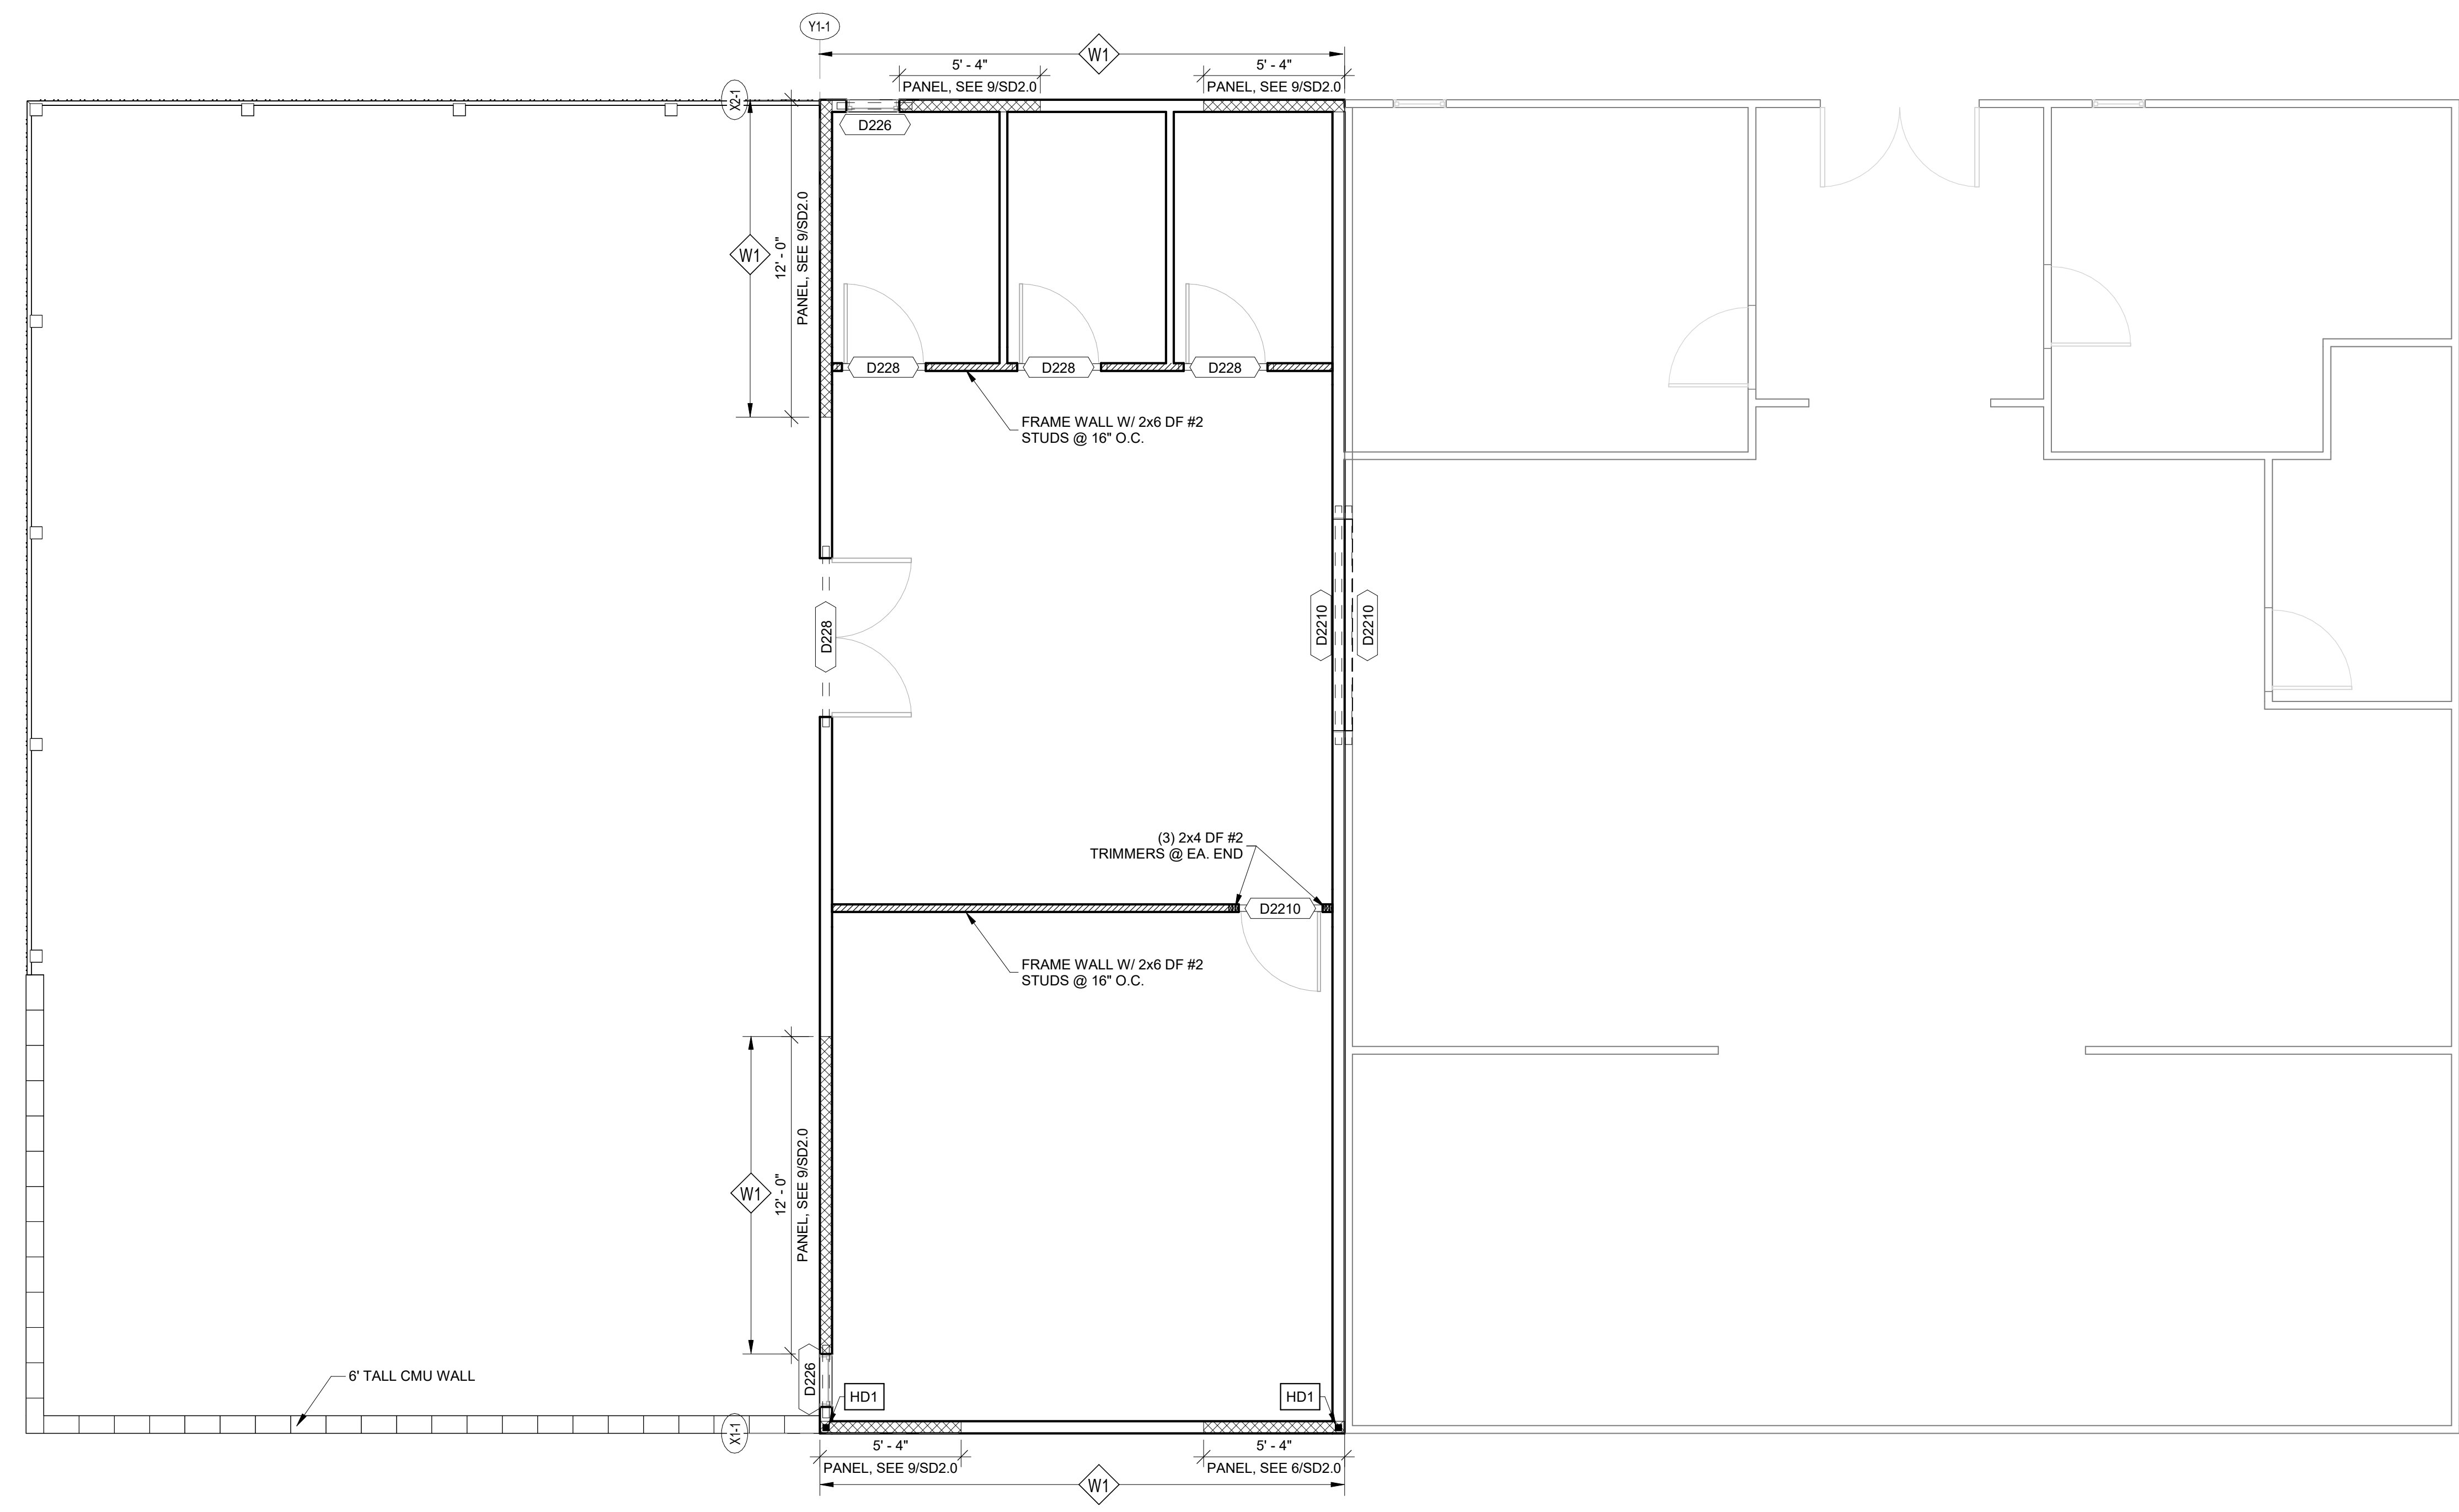 Y1-1
W1
5' - 4"
5' - 4"
PANEL, SEE 9/SD2.0
PANEL, SEE 9/SD2.0
X2-1
D226
W1
12' - 0"
PANEL, SEE 9/SD2.0
D228
D228
D228
FRAME WALL W/ 2x6 DF #2
STUDS @ 16" O.C.
D228
D2210
D2210
(3) 2x4 DF #2
TRIMMERS @ EA. END
D2210
FRAME WALL W/ 2x6 DF #2
STUDS @ 16" O.C.
W1
12' - 0"
PANEL, SEE 9/SD2.0
6' TALL CMU WALL
D226
HD1
HD1
X1-1
5' - 4"
5' - 4"
PANEL, SEE 9/SD2.0
PANEL, SEE 6/SD2.0
W1